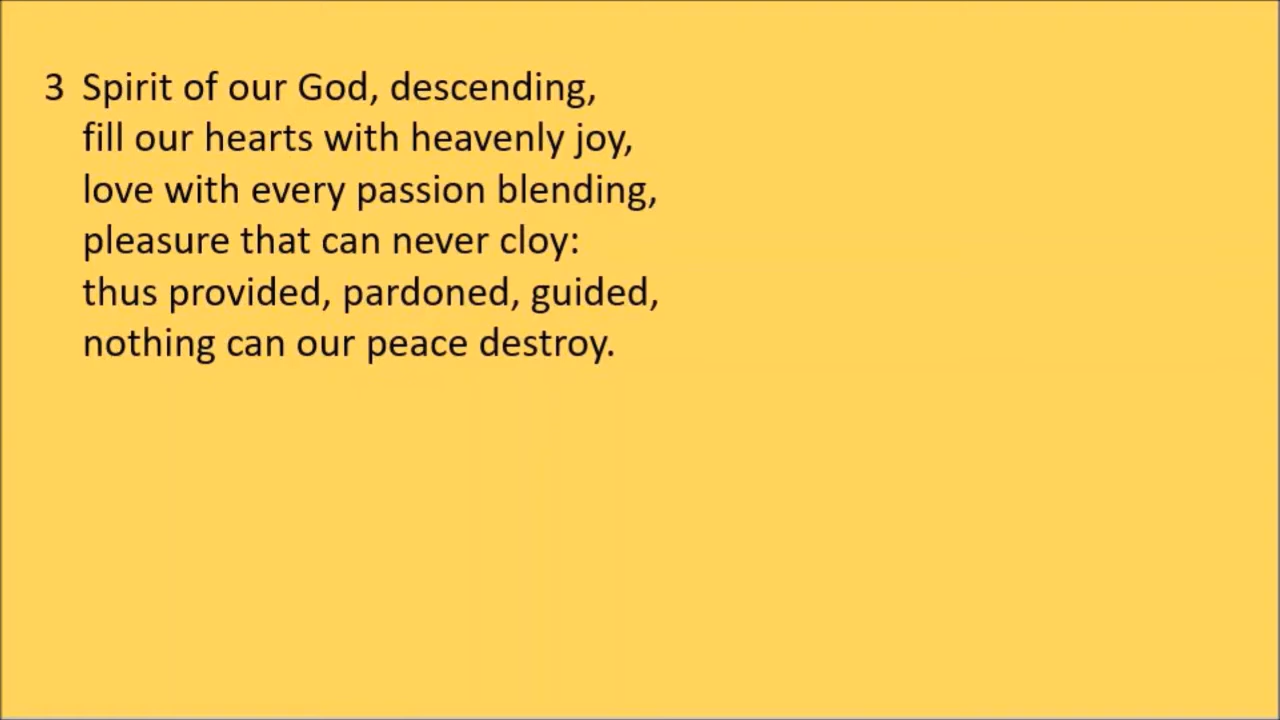 3 Spirit of our God, descending,
fill our hearts with heavenly joy,
love with every passion blending,
pleasure that can never cloy:
thus provided, pardoned, guided,
nothing can our peace destroy.